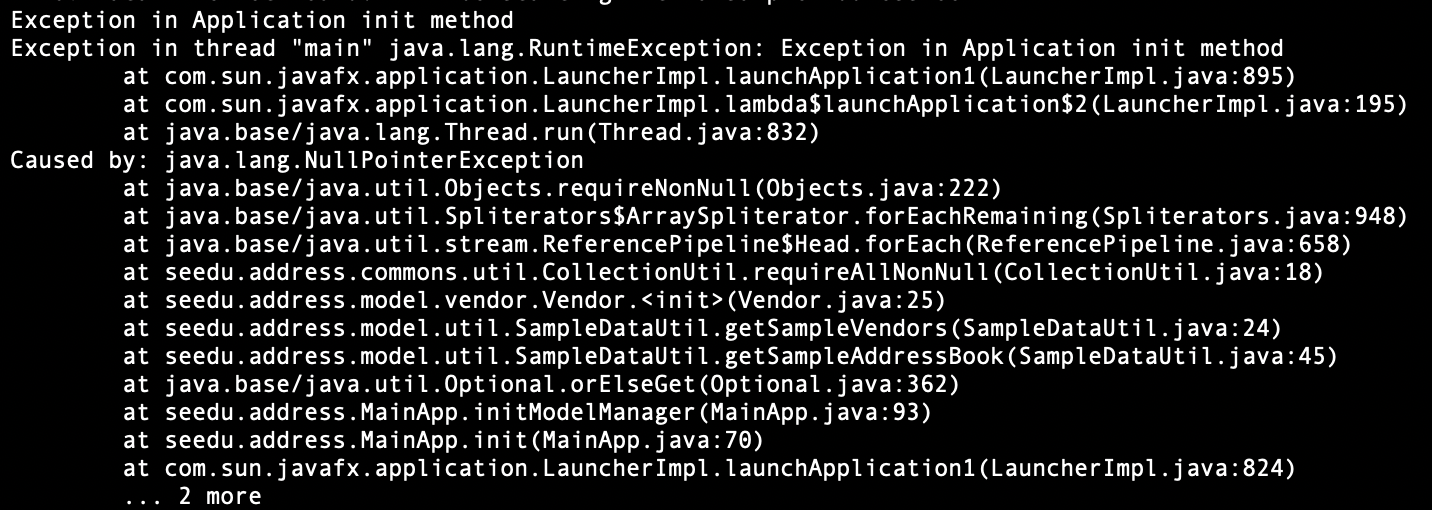 Exception in Application init method
Exception in thread "main" java.lang.RuntimeException: Exception in Application init method
at com.sun.javafx.application.LauncherImpl.launchApplication1(LauncherImpl.java:895)
at com.sun.javafx.application.LauncherImpl.lambda$launchApplication$2(LauncherImpl.java:195)
at java.base/java.lang.Thread.run(Thread.java:832)
Caused by: java.lang.NullPointerException
at java.base/java.util.Objects.requireNonNull(Objects.java:222)
at java.base/java.util.Spliterators$ArraySpliterator.forEachRemaining(Spliterators.java:948)
at java.base/java.util.stream.ReferencePipeline$Head.forEach(ReferencePipeline.java:658)
at seedu.address.commons.util.CollectionUtil.requireAllNonNull(CollectionUtil.java:18)
at seedu.address.model.vendor.Vendor.<init>(Vendor.java:25)
at seedu.address.model.util.SampleDataUtil.getSampleVendors(SampleDataUtil.java:24)
at seedu.address.model.util.SampleDataUtil.getSampleAddressBook(SampleDataUtil.java:45)
at java.base/java.util.Optional.orElseGet(Optional.java:362)
at seedu.address.MainApp.initModelManager(MainApp.java:93)
at seedu.address.MainApp.init(MainApp.java:70)
at com.sun.javafx.application.LauncherImpl.launchApplication1(LauncherImpl.java:824)
... 2 more